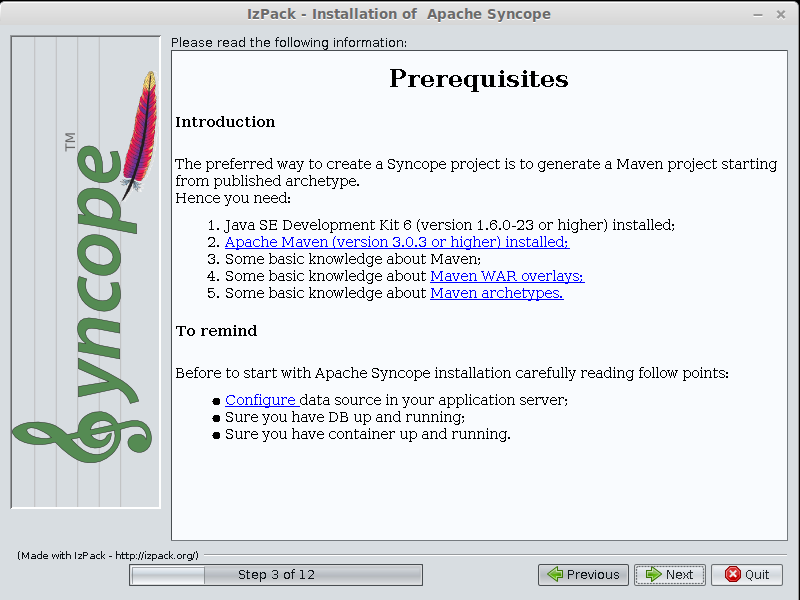 IzPack - Installation of  Apache Syncope
Please read the following information:
Syncope™
Prerequisites
Introduction
The preferred way to create a Syncope project is to generate a Maven project starting
from published archetype.
Hence you need:
1. Java SE Development Kit 6 (version 1.6.0-23 or higher) installed;
2. Apache Maven (version 3.0.3 or higher) installed;
3. Some basic knowledge about Maven;
4. Some basic knowledge about Maven WAR overlays;
5. Some basic knowledge about Maven archetypes.
To remind
Before to start with Apache Syncope installation carefully reading follow points:
● Configure data source in your application server;
● Sure you have DB up and running;
● Sure you have container up and running.
(Made with IzPack - http://izpack.org/)
Step 3 of 12
Previous
Next
Quit